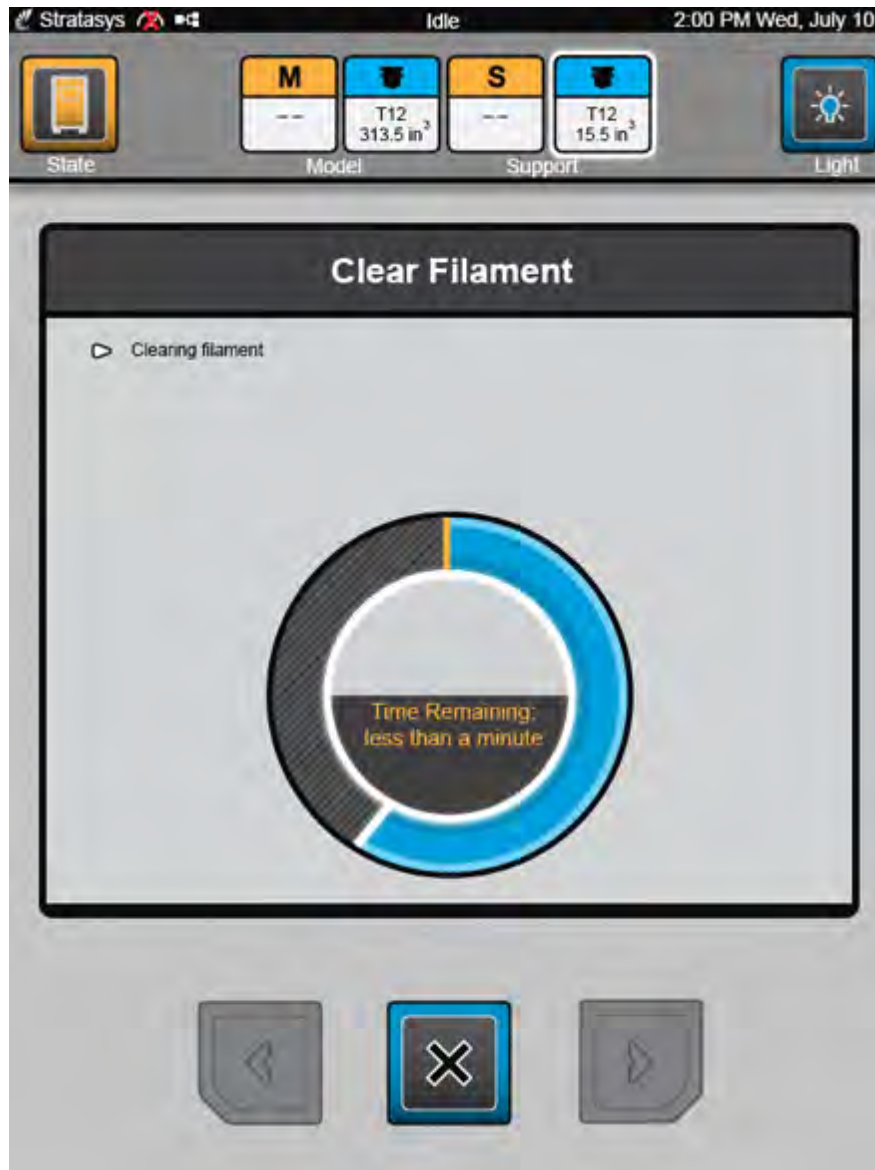 Stratasys
Idle
2:00 PM Wed, July 10
M
S
--
T12
313.5 in³
--
T12
15.5 in³
State
Model
Support
Light
Clear Filament
Clearing filament
Time Remaining:
less than a minute